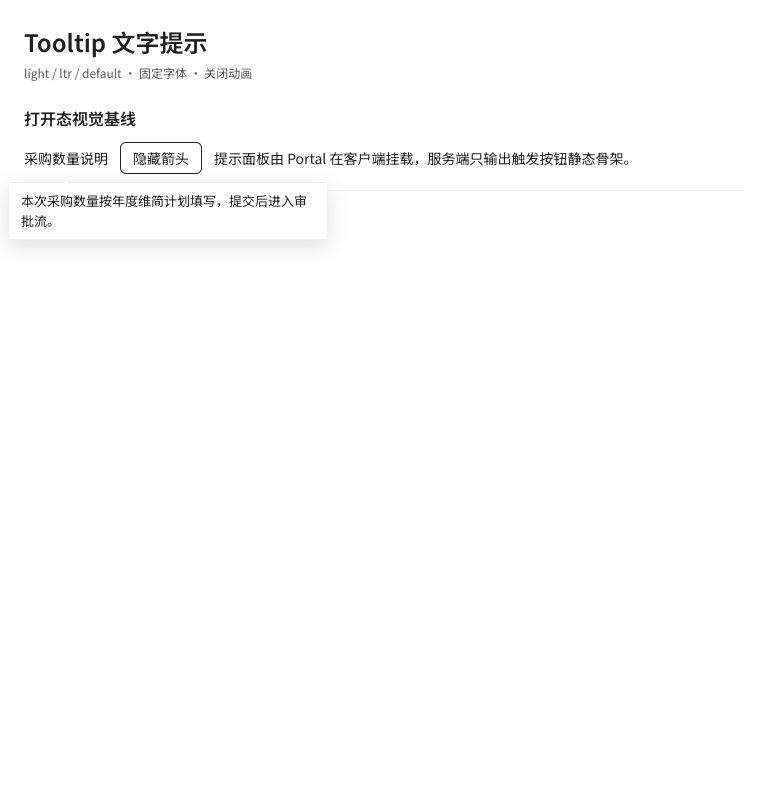 Tooltip 文字提示
light / ltr / default ・ 固定字体 ・ 关闭动画
打开态视觉基线
采购数量说明 隐藏箭头 提示面板由 Portal 在客户端挂载，服务端只输出触发按钮静态骨架。
本次采购数量按年度维简计划填写，提交后进入审
批流。